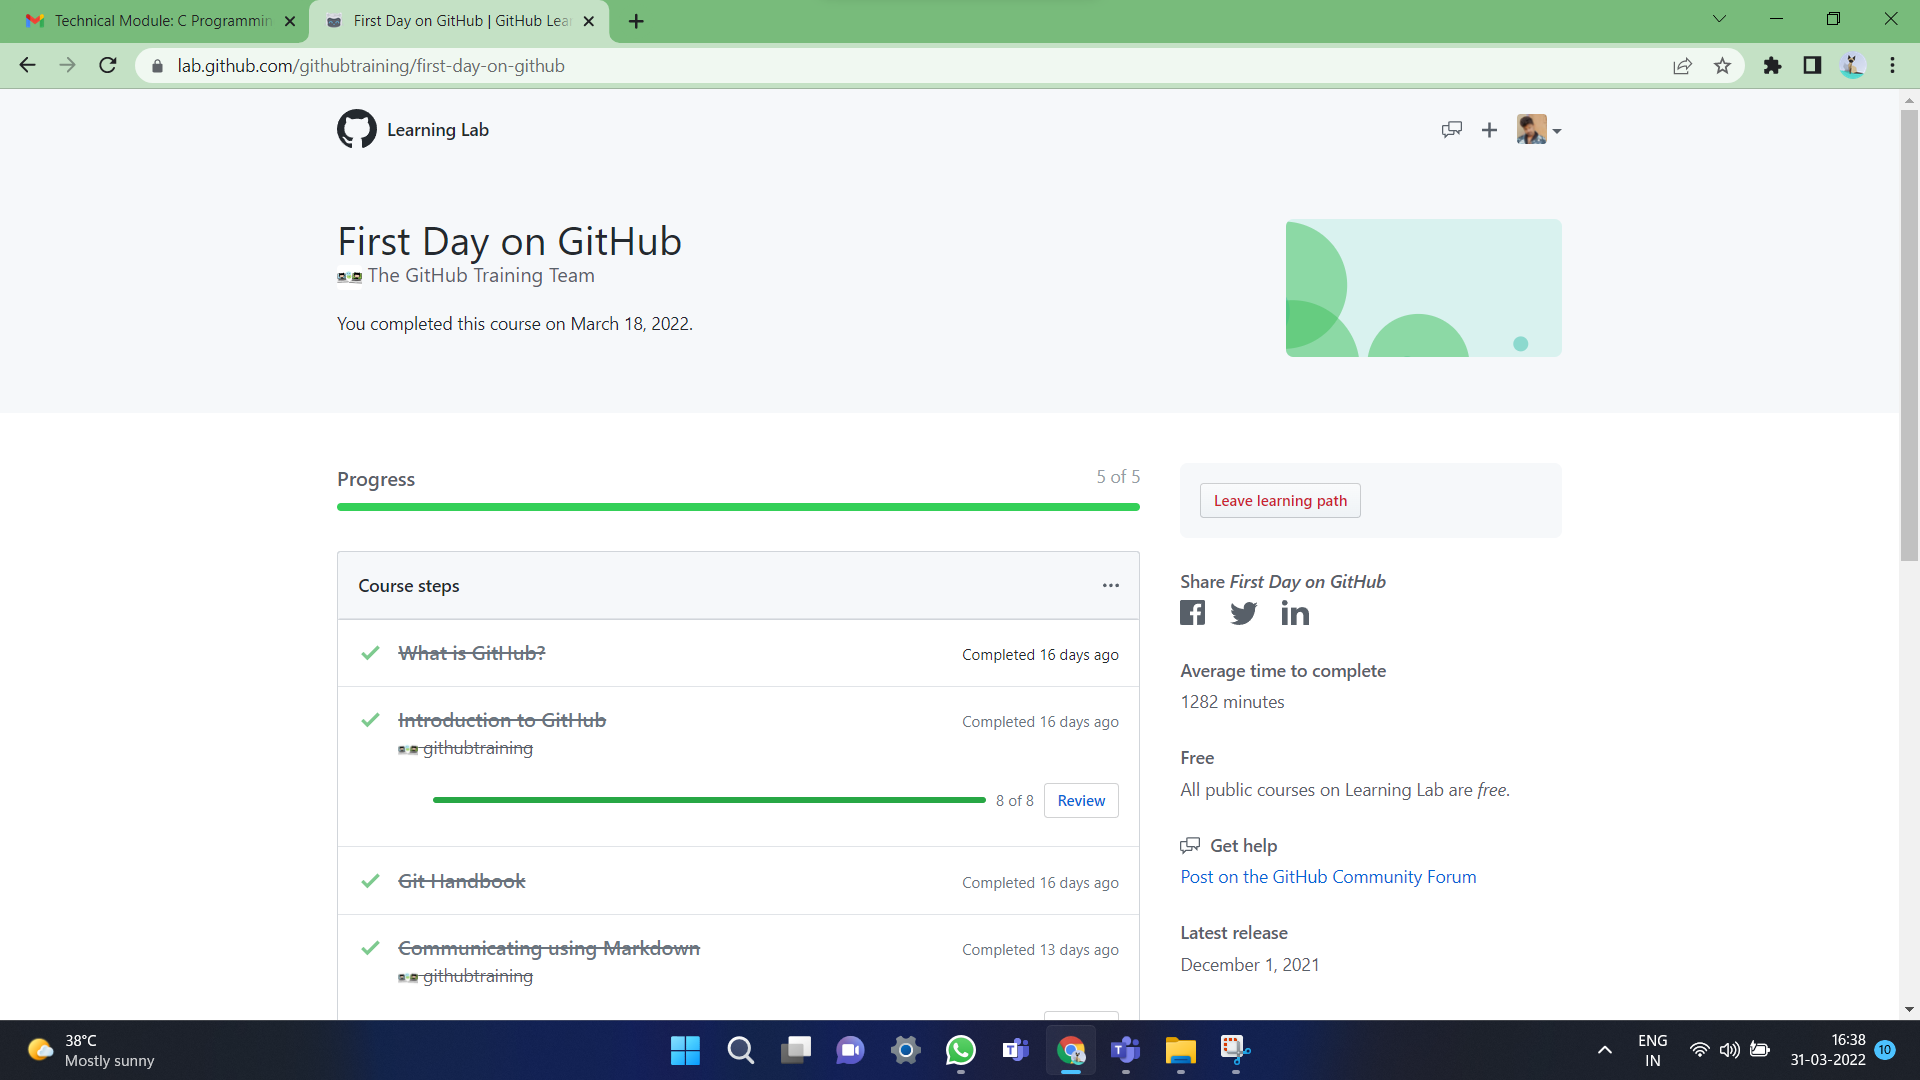 Technical Module: C Programmin
First Day on GitHub | GitHub Lea
lab.github.com/githubtraining/first-day-on-github
Learning Lab
First Day on GitHub
The GitHub Training Team
You completed this course on March 18, 2022.
Progress
5 of 5
Course steps
What is GitHub?
Completed 16 days ago
Introduction to GitHub
Completed 16 days ago
githubtraining
8 of 8
Review
Git Handbook
Completed 16 days ago
Communicating using Markdown
Completed 13 days ago
githubtraining
Leave learning path
Share First Day on GitHub
Average time to complete
1282 minutes
Free
All public courses on Learning Lab are free.
Get help
Post on the GitHub Community Forum
Latest release
December 1, 2021
38°C
Mostly sunny
ENG
IN
16:38
31-03-2022
10